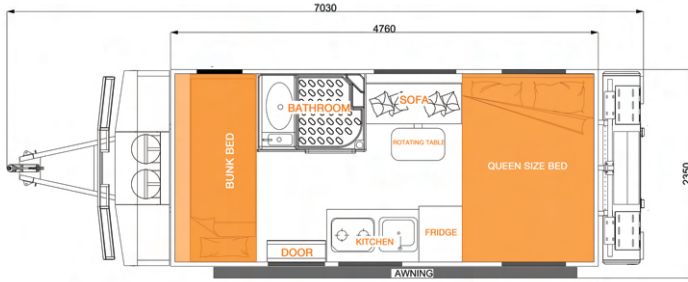 7030
4760
BATHROOM
SOFA
ROTATING TABLE
BUNK BED
QUEEN SIZE BED
2350
FRIDGE
KITCHEN
DOOR
AWNING